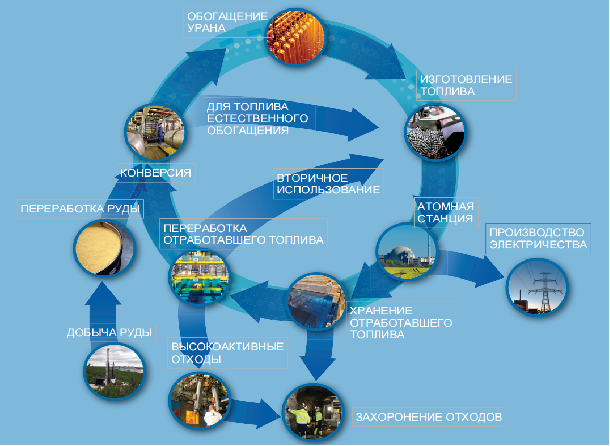 ОБОГАЩЕНИЕ
УРАНА
ИЗГОТОВЛЕНИЕ
ТОПЛИВА
ДЛЯ ТОПЛИВА
ЕСТЕСТВЕННОГО
ОБОГАЩЕНИЯ
КОНВЕРСИЯ
ВТОРИЧНОЕ
ИСПОЛЬЗОВАНИЕ
ПЕРЕРАБОТКА РУДЫ
АТОМНАЯ
СТАНЦИЯ
ПЕРЕРАБОТКА
ОТРАБОТАВШЕГО ТОПЛИВА
ПРОИЗВОДСТВО
ЭЛЕКТРИЧЕСТВА
ДОБЫЧА РУДЫ
ХРАНЕНИЕ
ОТРАБОТАВШЕГО
ТОПЛИВА
ВЫСОКОАКТИВНЫЕ
ОТХОДЫ
ЗАХОРОНЕНИЕ ОТХОДОВ